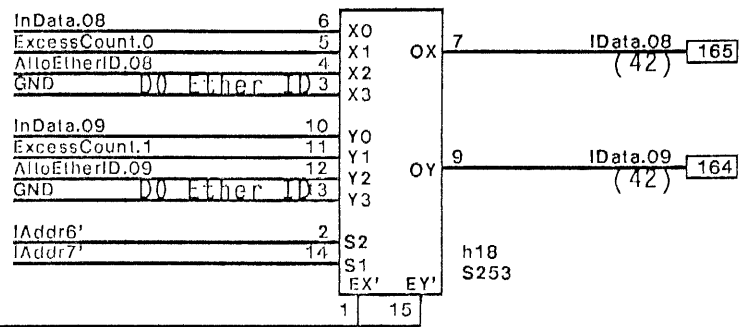 InData.08 6 X0
ExcessCount.0 5 X1 OX 7 IData.08 165
AltoEtherID.08 4 X2 (42)
GND D0 Ether ID 3 X3
InData.09 10 Y0
ExcessCount.1 11 Y1 OY 9 IData.09 164
AltoEtherID.09 12 Y2 (42)
GND D0 Ether ID 3 Y3
IAddr6' 2 S2
IAddr7' 14 S1
h18
S253
EX' EY'
1 15